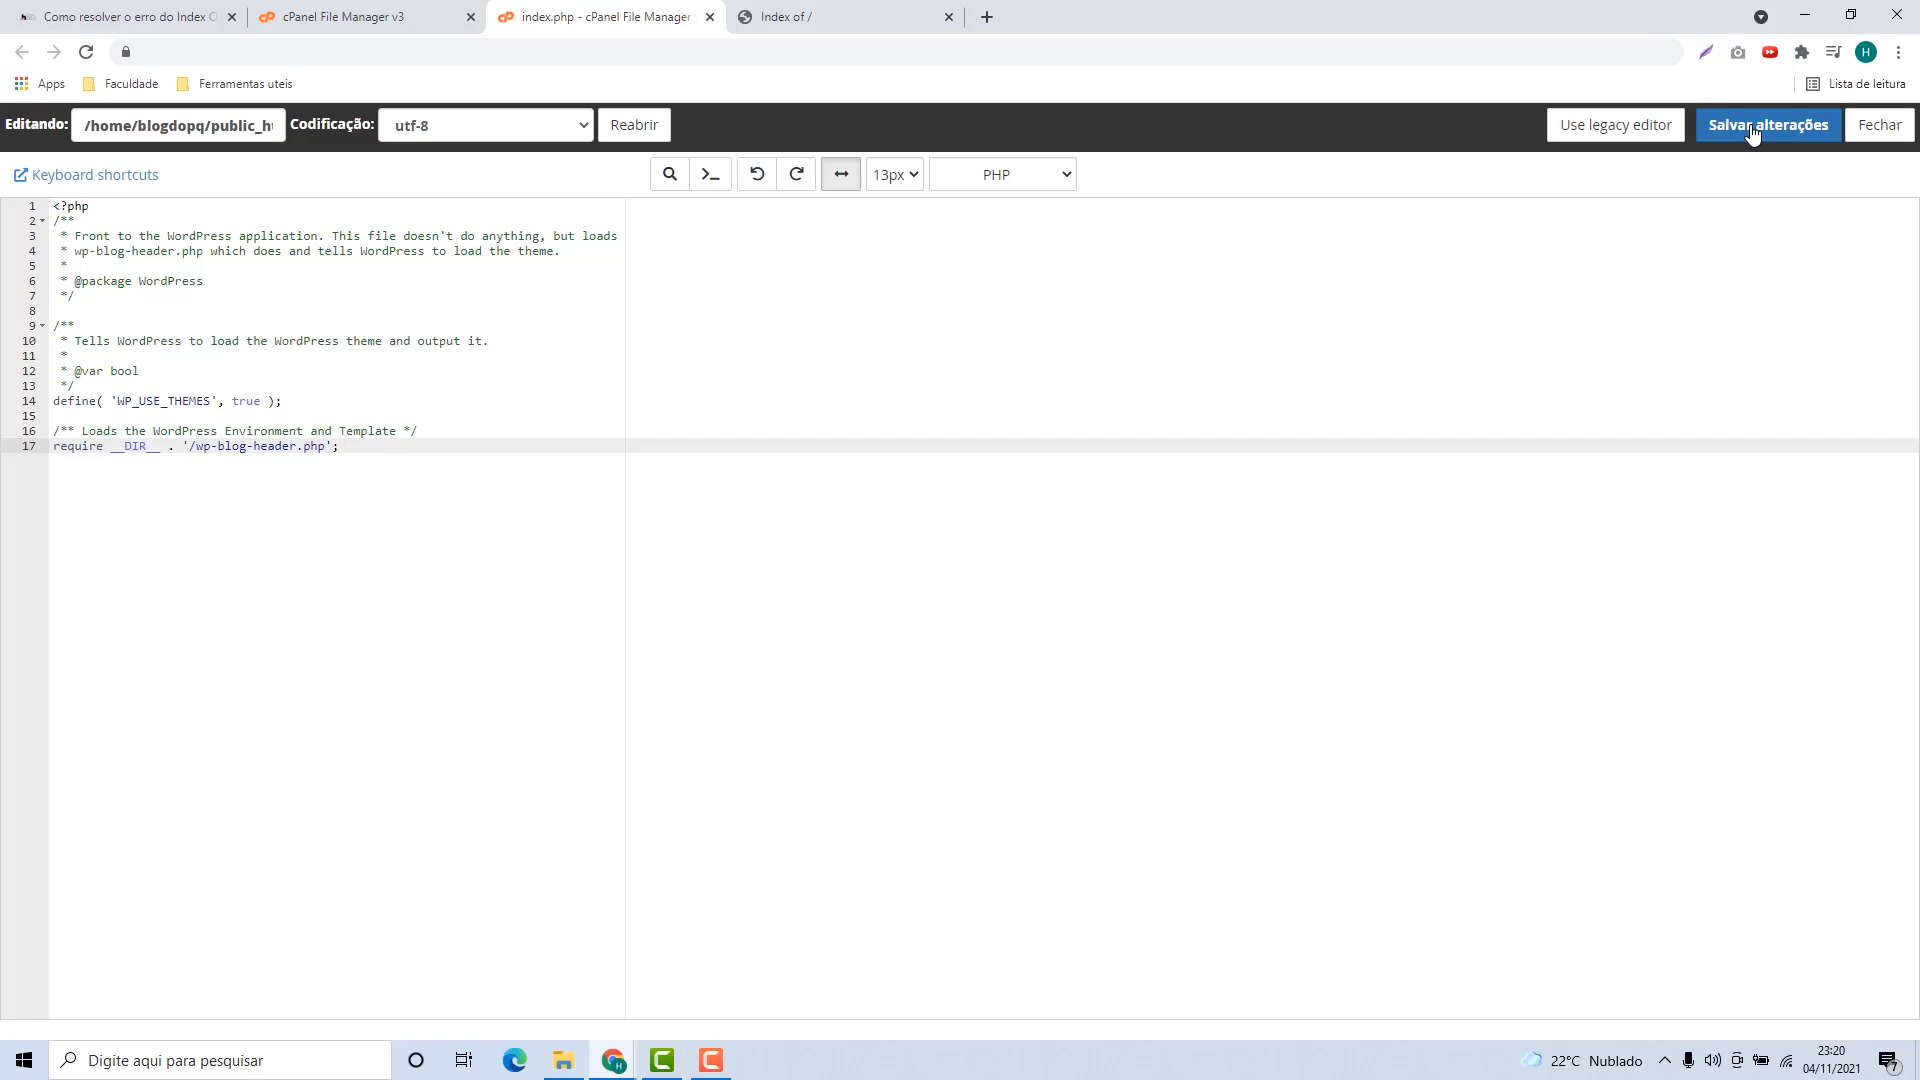 Como resolver o erro do Index O
cPanel File Manager v3
index.php - cPanel File Manager
Index of /
H
Apps
Faculdade
Ferramentas uteis
Lista de leitura
Editando:
/home/blogdopq/public_ht
Codificação:
utf-8
Reabrir
Use legacy editor
Salvar alterações
Fechar
Keyboard shortcuts
13px
PHP
1 <?php
2 /**
3 * Front to the WordPress application. This file doesn't do anything, but loads
4 * wp-blog-header.php which does and tells WordPress to load the theme.
5 *
6 * @package WordPress
7 */
8
9 /**
10 * Tells WordPress to load the WordPress theme and output it.
11 *
12 * @var bool
13 */
14 define( 'WP_USE_THEMES', true );
15
16 /** Loads the WordPress Environment and Template */
17 require __DIR__ . '/wp-blog-header.php';
Digite aqui para pesquisar
22°C Nublado
23:20
04/11/2021
7